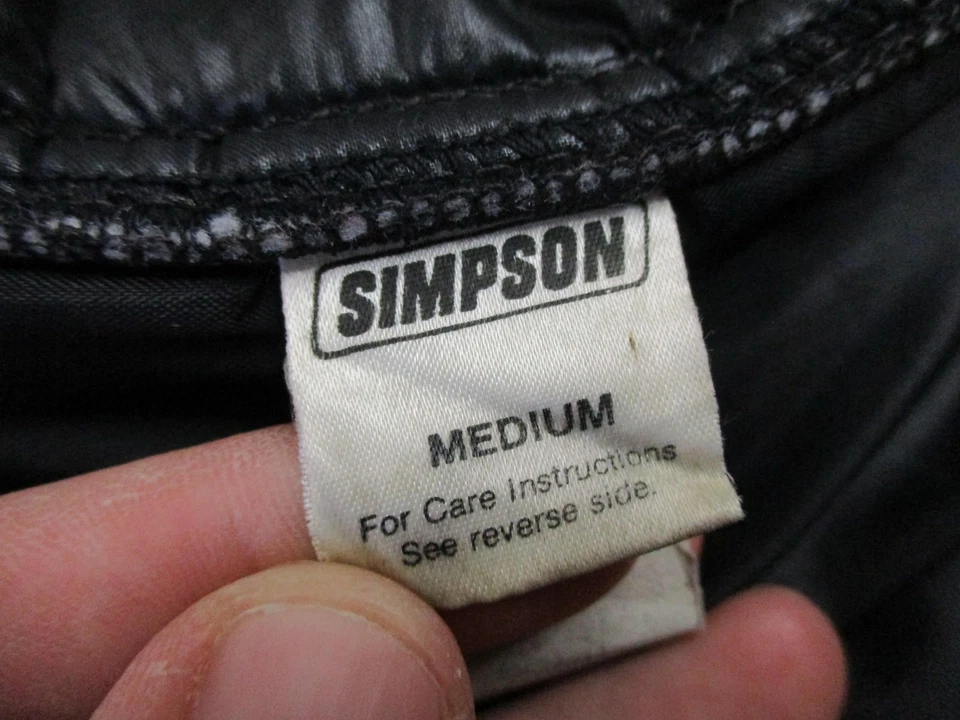 SIMPSON
MEDIUM
For Care Instructions
See reverse side.